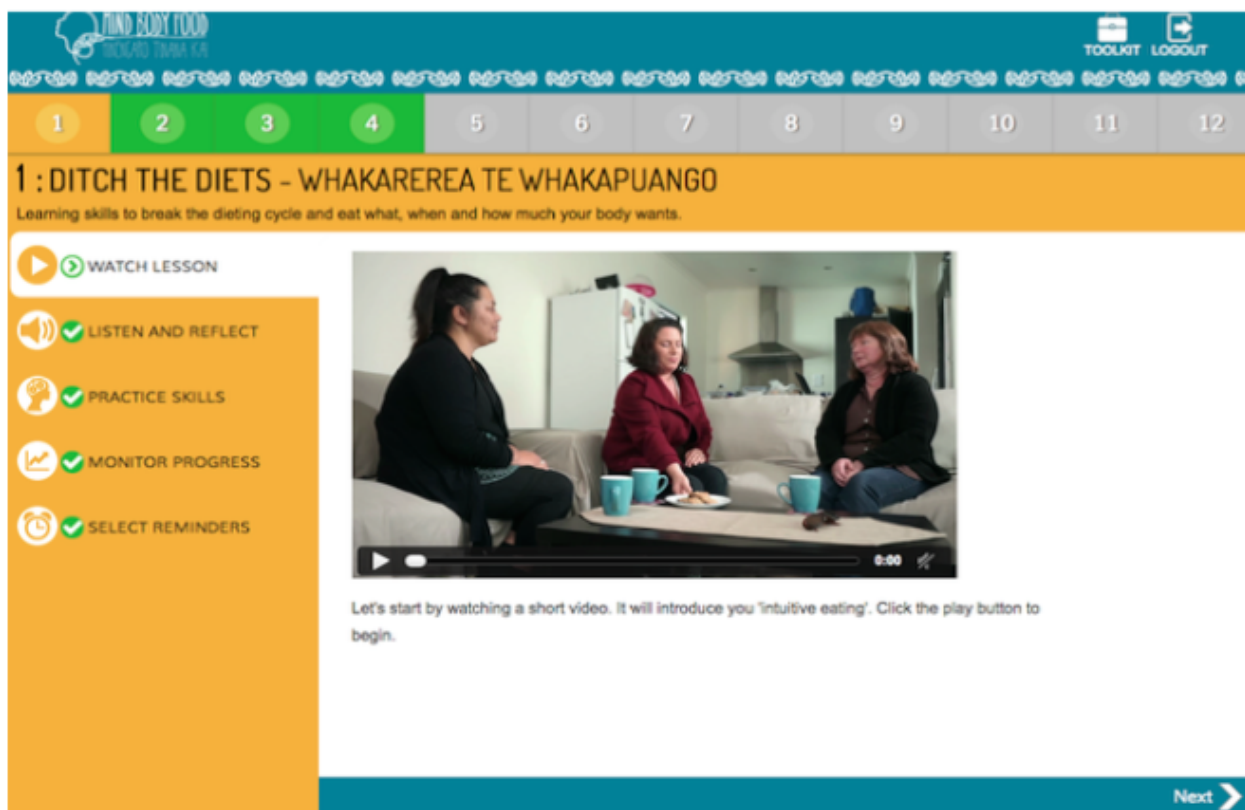 MIND BODY FOOD
TOOLKIT LOGOUT
1 2 3 4 5 6 7 8 9 10 11 12
1 : DITCH THE DIETS - WHAKAREREA TE WHAKAPUANGO
Learning skills to break the dieting cycle and eat what, when and how much your body wants.
WATCH LESSON
LISTEN AND REFLECT
PRACTICE SKILLS
MONITOR PROGRESS
SELECT REMINDERS
0:00
Let's start by watching a short video. It will introduce you 'intuitive eating'. Click the play button to
begin.
Next